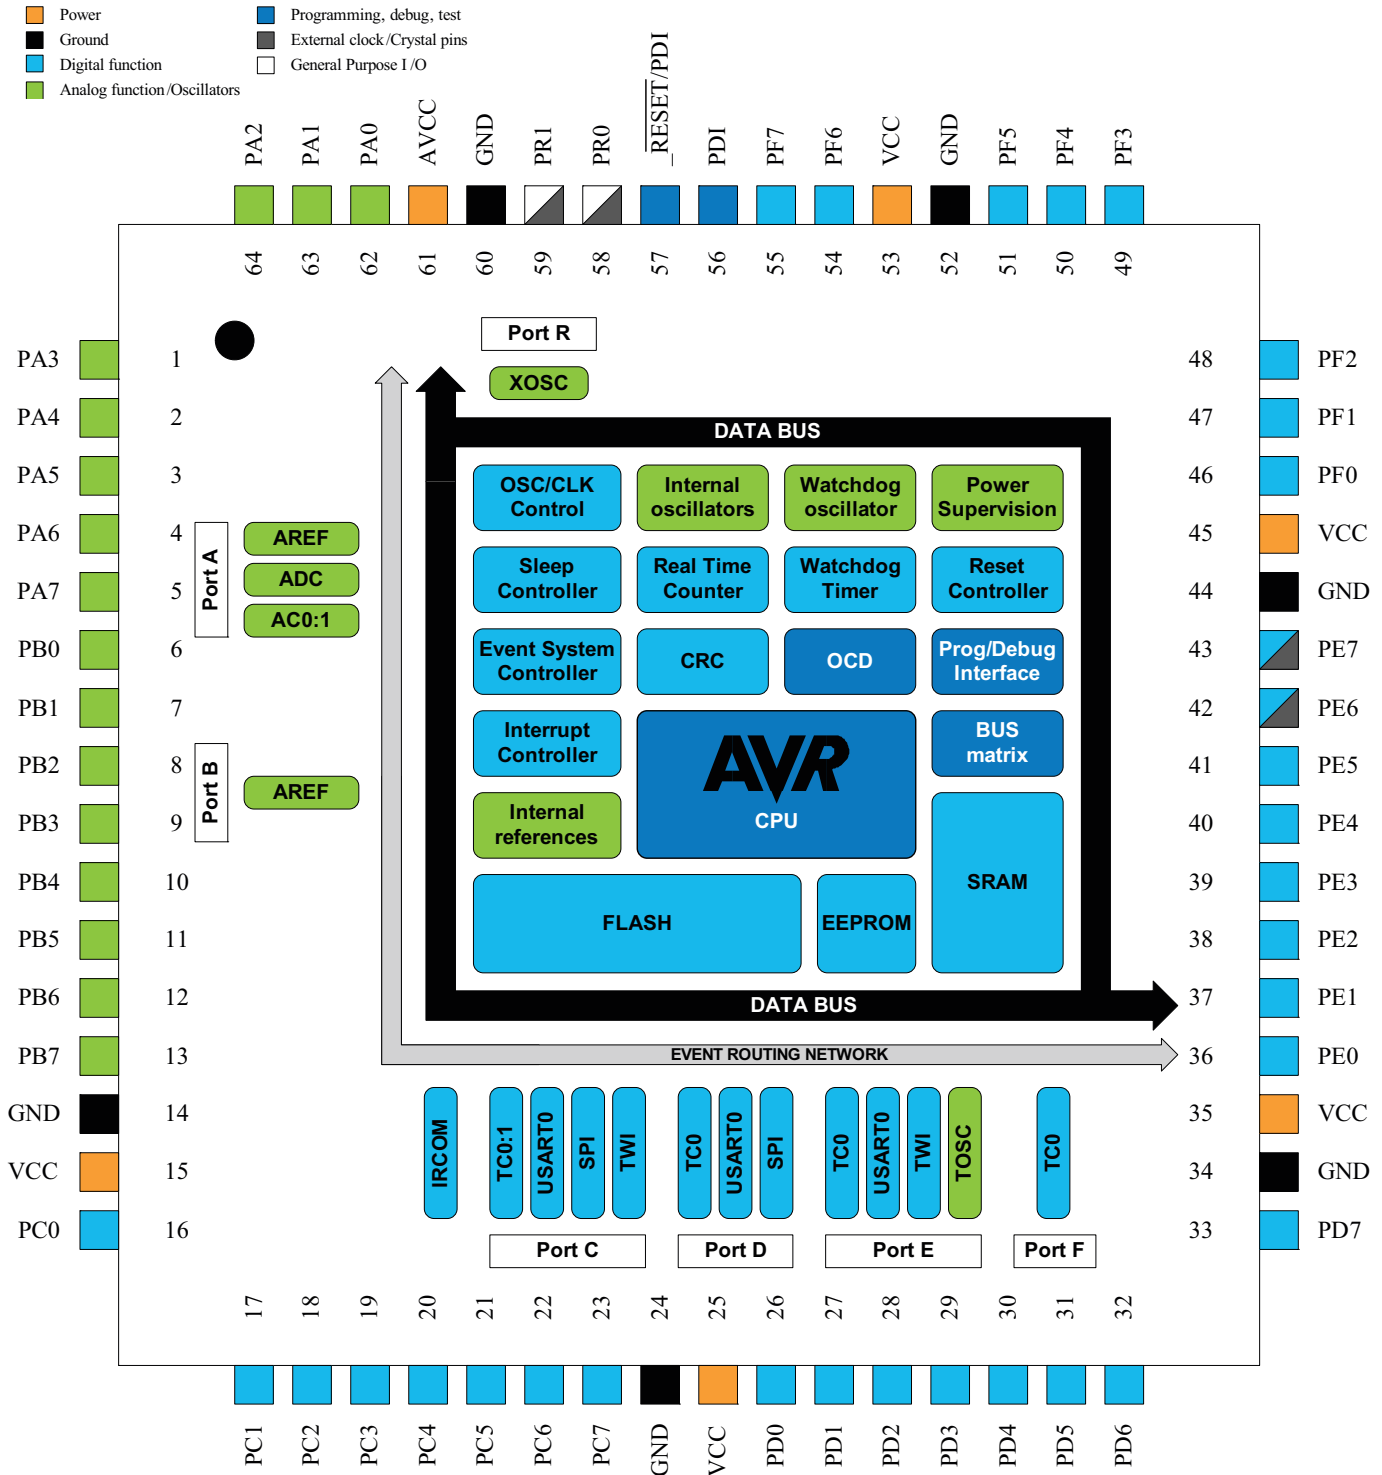 Power
Ground
Digital function
Analog function/Oscillators
Programming, debug, test
External clock/Crystal pins
General Purpose I/O
PA2
PA1
PA0
AVCC
GND
PR1
PR0
_RESET/PDI
PDI
PF7
PF6
VCC
GND
PF5
PF4
PF3
64
63
62
61
60
59
58
57
56
55
54
53
52
51
50
49
PA3 1
PA4 2
PA5 3
PA6 4
PA7 5
PB0 6
PB1 7
PB2 8
PB3 9
PB4 10
PB5 11
PB6 12
PB7 13
GND 14
VCC 15
PC0 16
Port A
AREF
ADC
AC0:1
Port B
AREF
Port R
XOSC
DATA BUS
OSC/CLK
Control
Internal
oscillators
Watchdog
oscillator
Power
Supervision
Sleep
Controller
Real Time
Counter
Watchdog
Timer
Reset
Controller
Event System
Controller
CRC
OCD
Prog/Debug
Interface
Interrupt
Controller
AVR
CPU
BUS
matrix
Internal
references
FLASH
EEPROM
SRAM
DATA BUS
EVENT ROUTING NETWORK
IRCOM
TC0:1
USART0
SPI
TWI
TC0
USART0
SPI
TC0
USART0
TWI
TOSC
TC0
Port C
Port D
Port E
Port F
48 PF2
47 PF1
46 PF0
45 VCC
44 GND
43 PE7
42 PE6
41 PE5
40 PE4
39 PE3
38 PE2
37 PE1
36 PE0
35 VCC
34 GND
33 PD7
17
18
19
20
21
22
23
24
25
26
27
28
29
30
31
32
PC1
PC2
PC3
PC4
PC5
PC6
PC7
GND
VCC
PD0
PD1
PD2
PD3
PD4
PD5
PD6